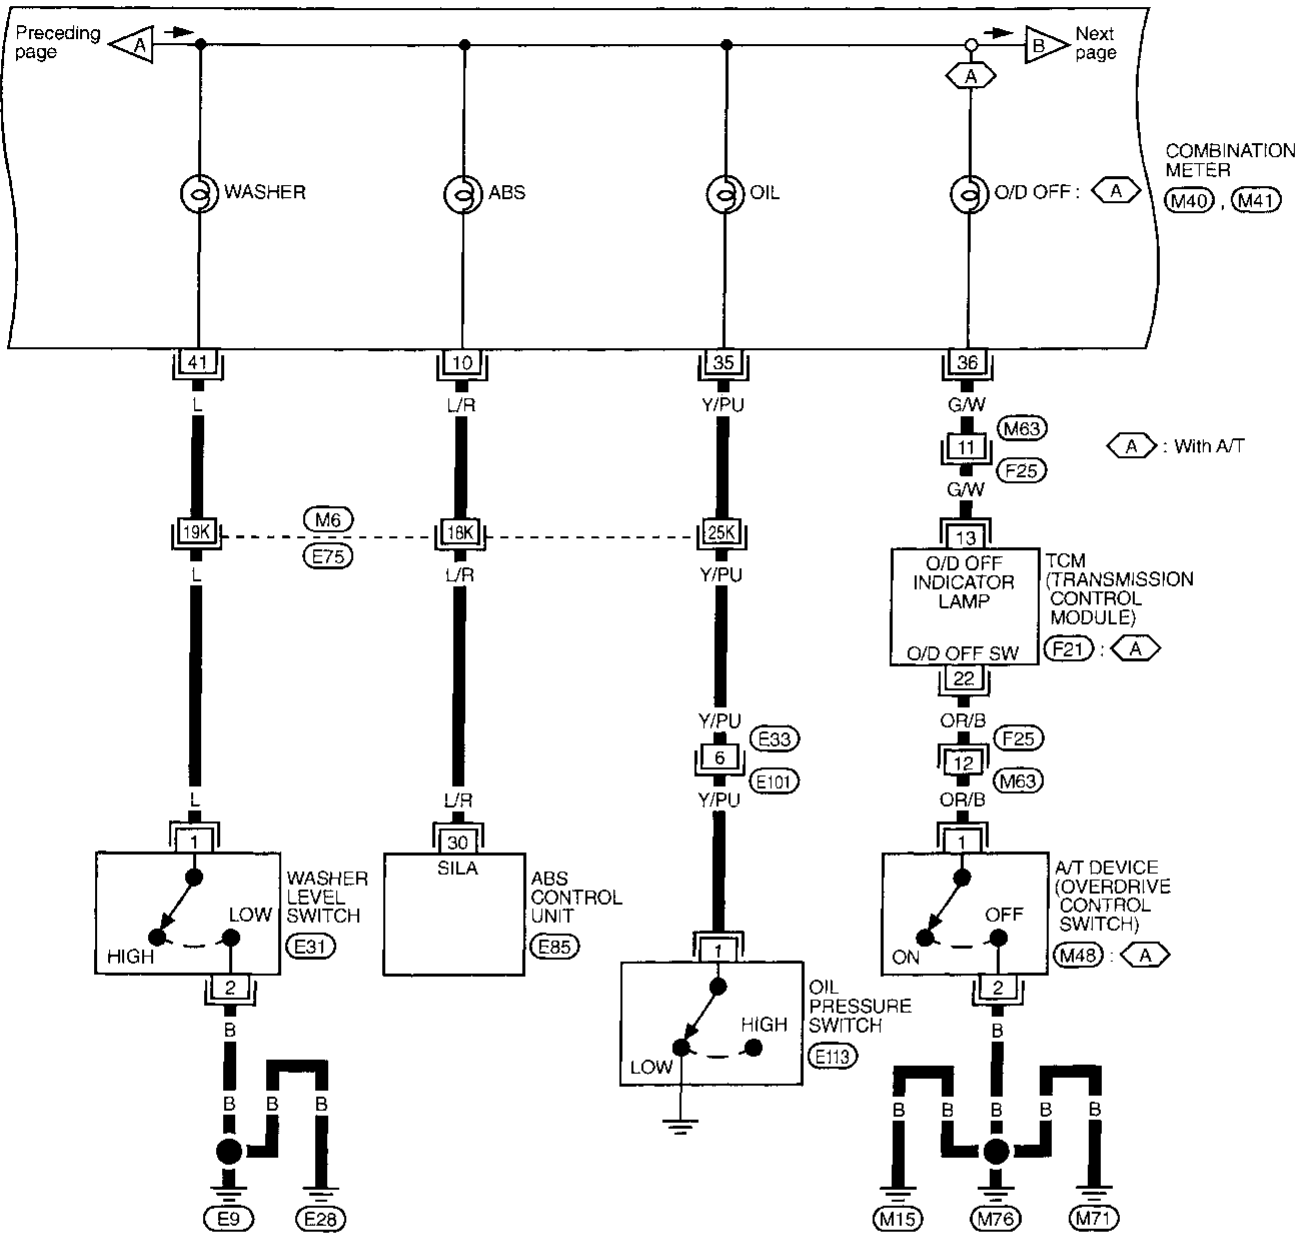 Preceding
page
A
B
Next
page
A
WASHER
ABS
OIL
O/D OFF : A
COMBINATION
METER
M40 , M41
41
10
35
36
L
L/R
Y/PU
G/W
M63
11
F25
A : With A/T
G/W
19K
M6
E75
18K
25K
13
L
L/R
Y/PU
O/D OFF
INDICATOR
LAMP
O/D OFF SW
TCM
(TRANSMISSION
CONTROL
MODULE)
F21 : A
22
Y/PU
E33
6
E101
Y/PU
OR/B
F25
12
M63
OR/B
L
L/R
1
30
1
SILA
HIGH
LOW
WASHER
LEVEL
SWITCH
E31
ABS
CONTROL
UNIT
E85
1
LOW
HIGH
OIL
PRESSURE
SWITCH
E113
ON
OFF
A/T DEVICE
(OVERDRIVE
CONTROL
SWITCH)
M48 : A
2
2
B
B
B
B
B
B
B
B
B
B
E9
E28
M15
M76
M71